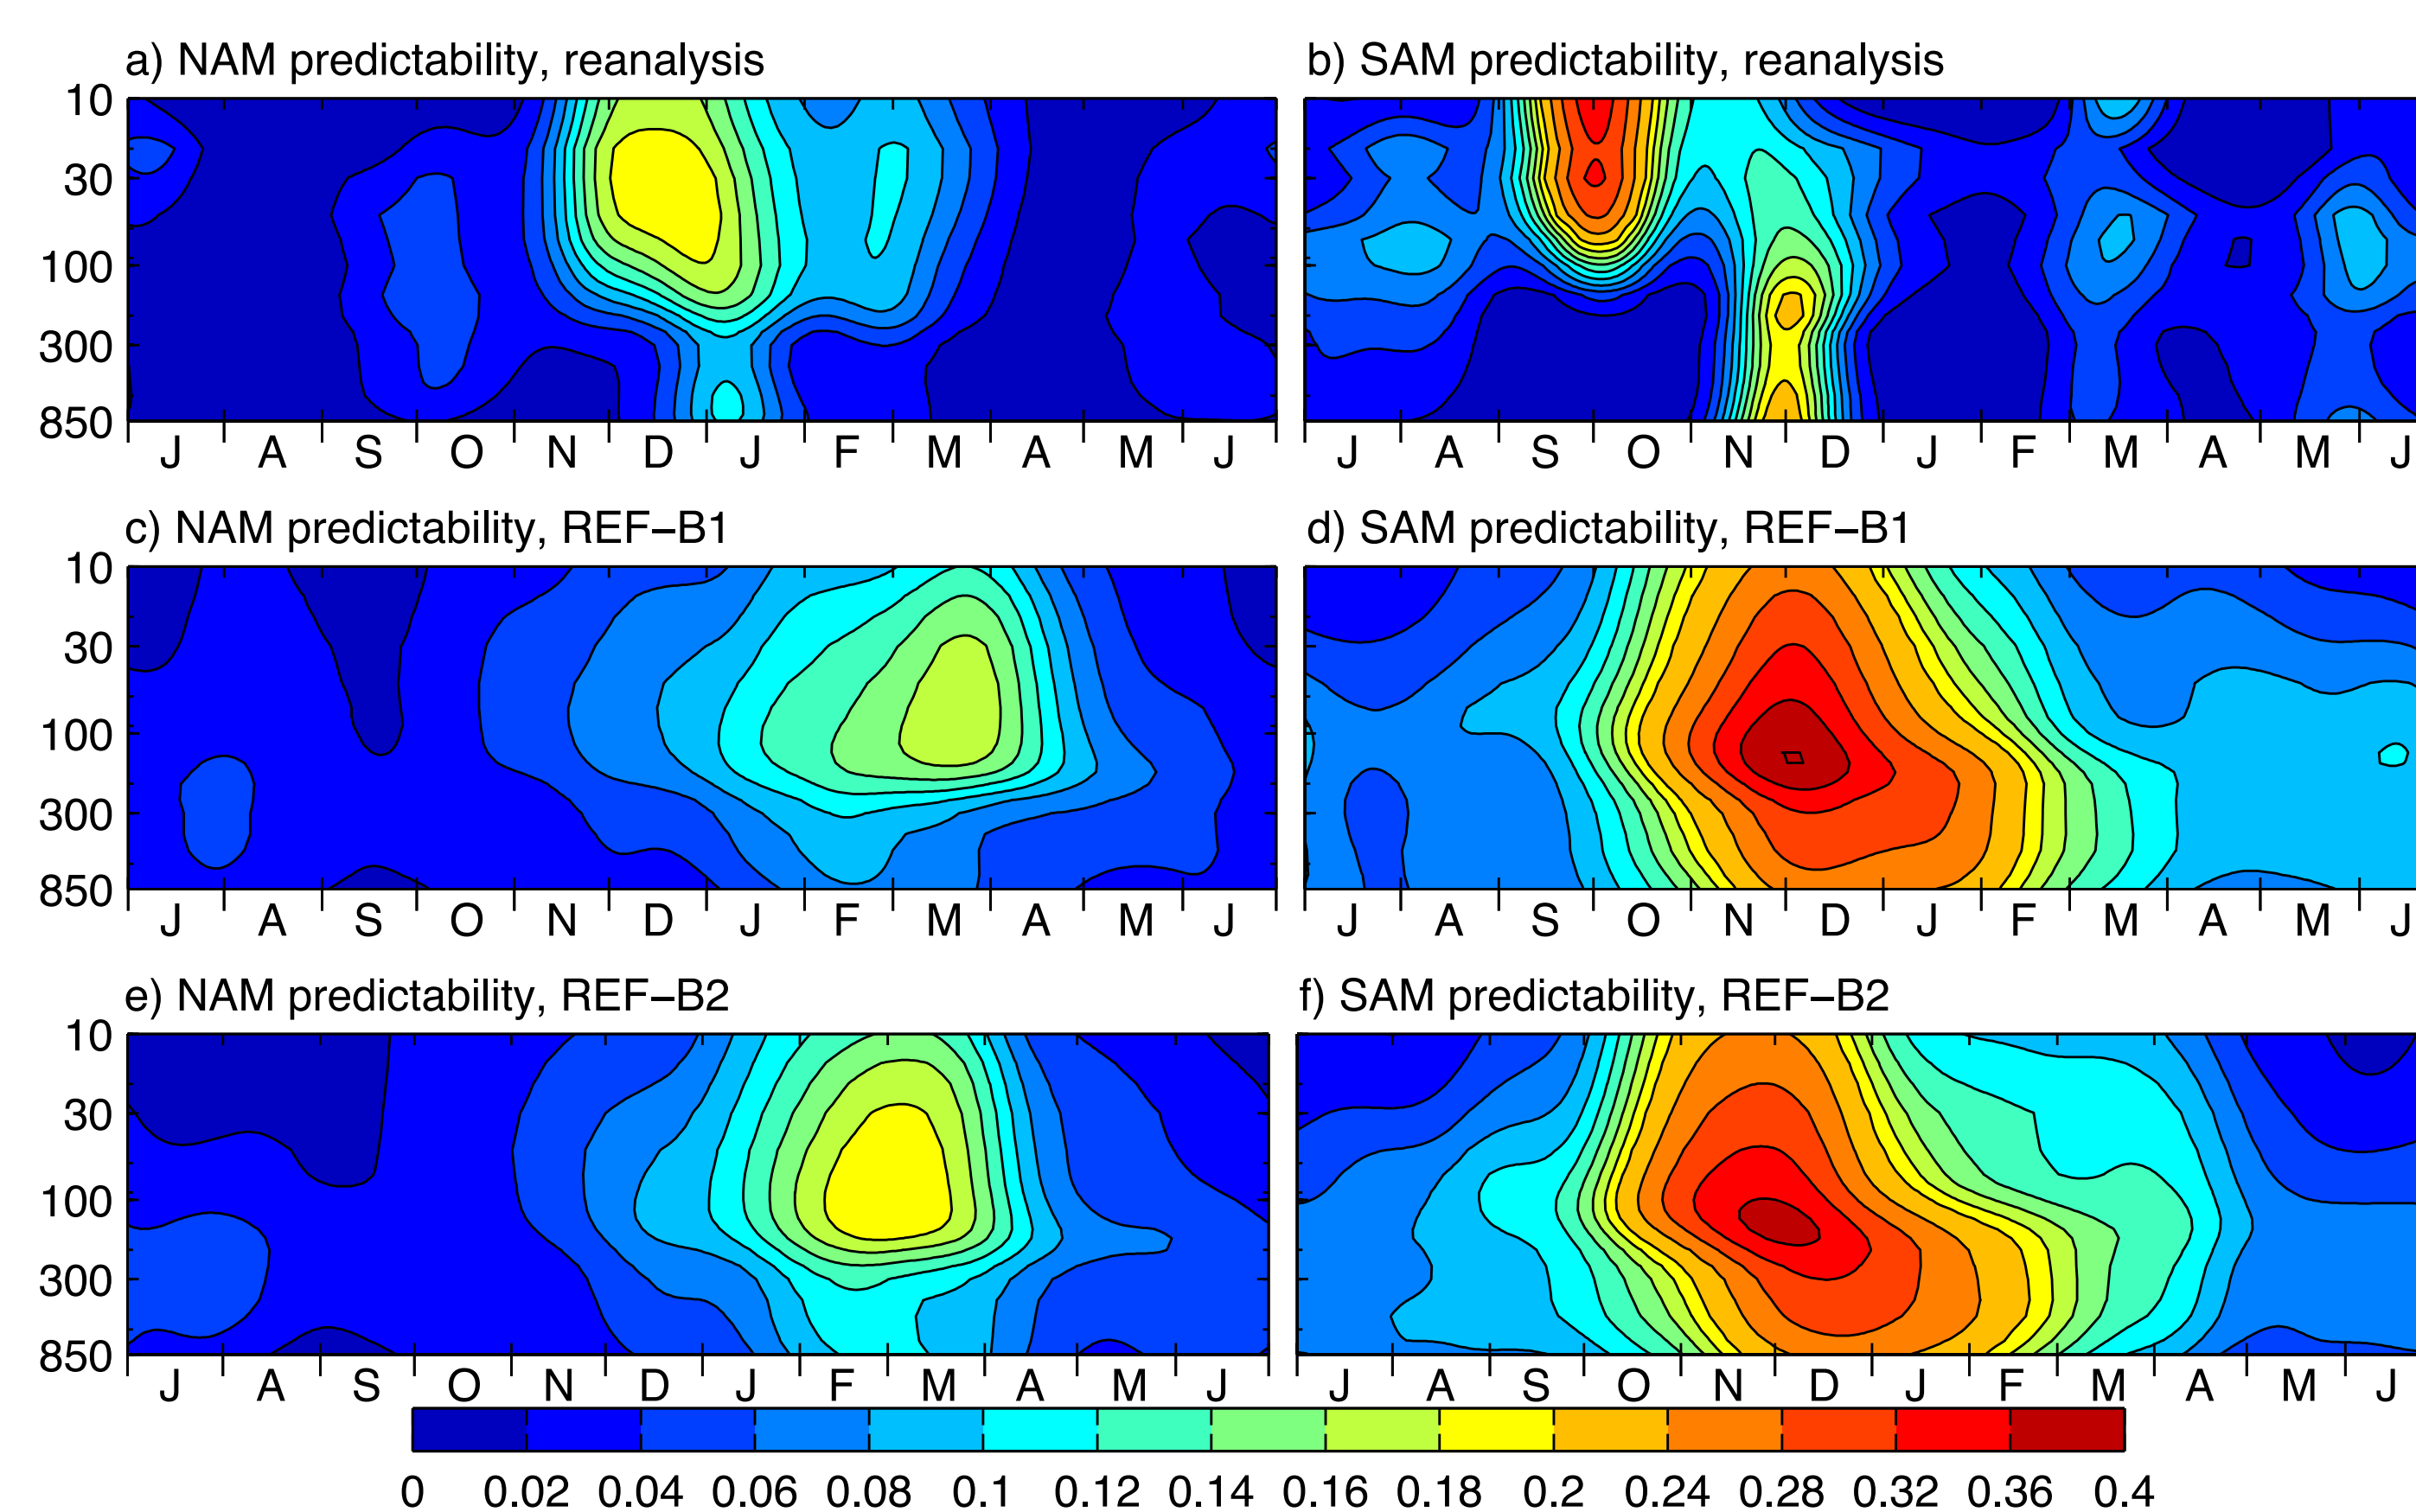 a) NAM predictability, reanalysis
b) SAM predictability, reanalysis
10
30
100
300
850
J A S O N D J F M A M J
J A S O N D J F M A M J
c) NAM predictability, REF−B1
d) SAM predictability, REF−B1
10
30
100
300
850
J A S O N D J F M A M J
J A S O N D J F M A M J
e) NAM predictability, REF−B2
f) SAM predictability, REF−B2
10
30
100
300
850
J A S O N D J F M A M J
J A S O N D J F M A M J
0 0.02 0.04 0.06 0.08 0.1 0.12 0.14 0.16 0.18 0.2 0.24 0.28 0.32 0.36 0.4